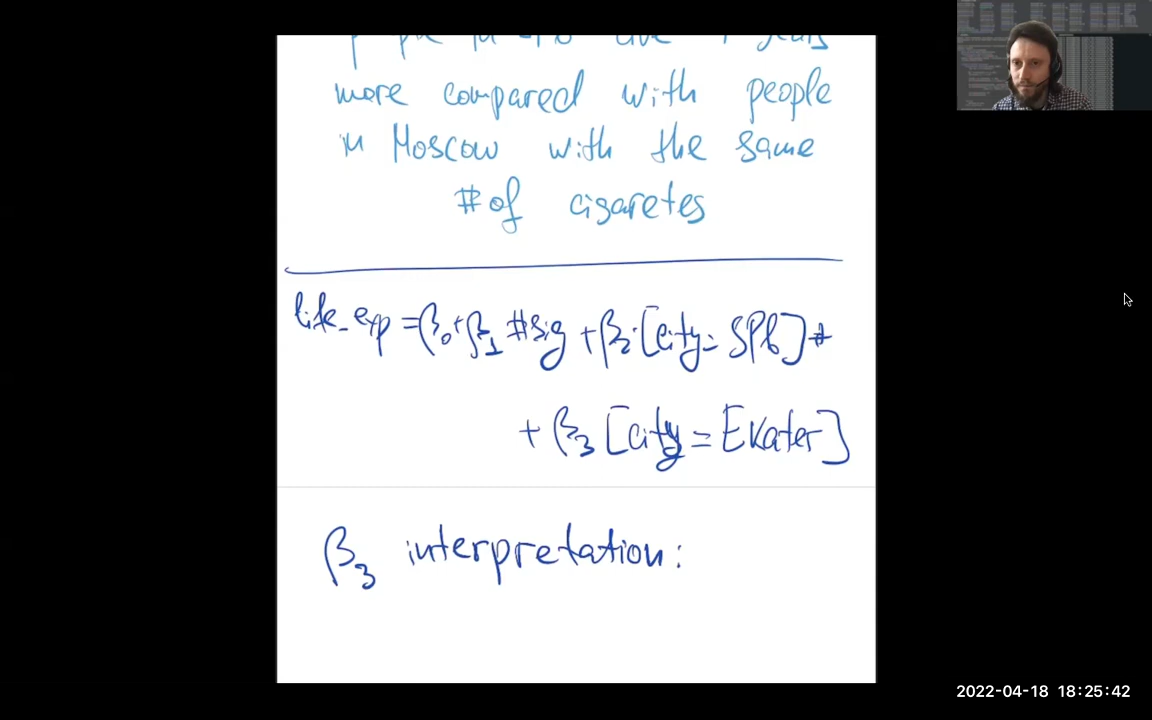 more compared with people
in Moscow with the same
# of cigaretes
life_exp = β₀ + β₁ #sig + β₂·[city = SPb] +
+ β₃ [city = Ekater]
β₃ interpretation:
2022-04-18 18:25:42